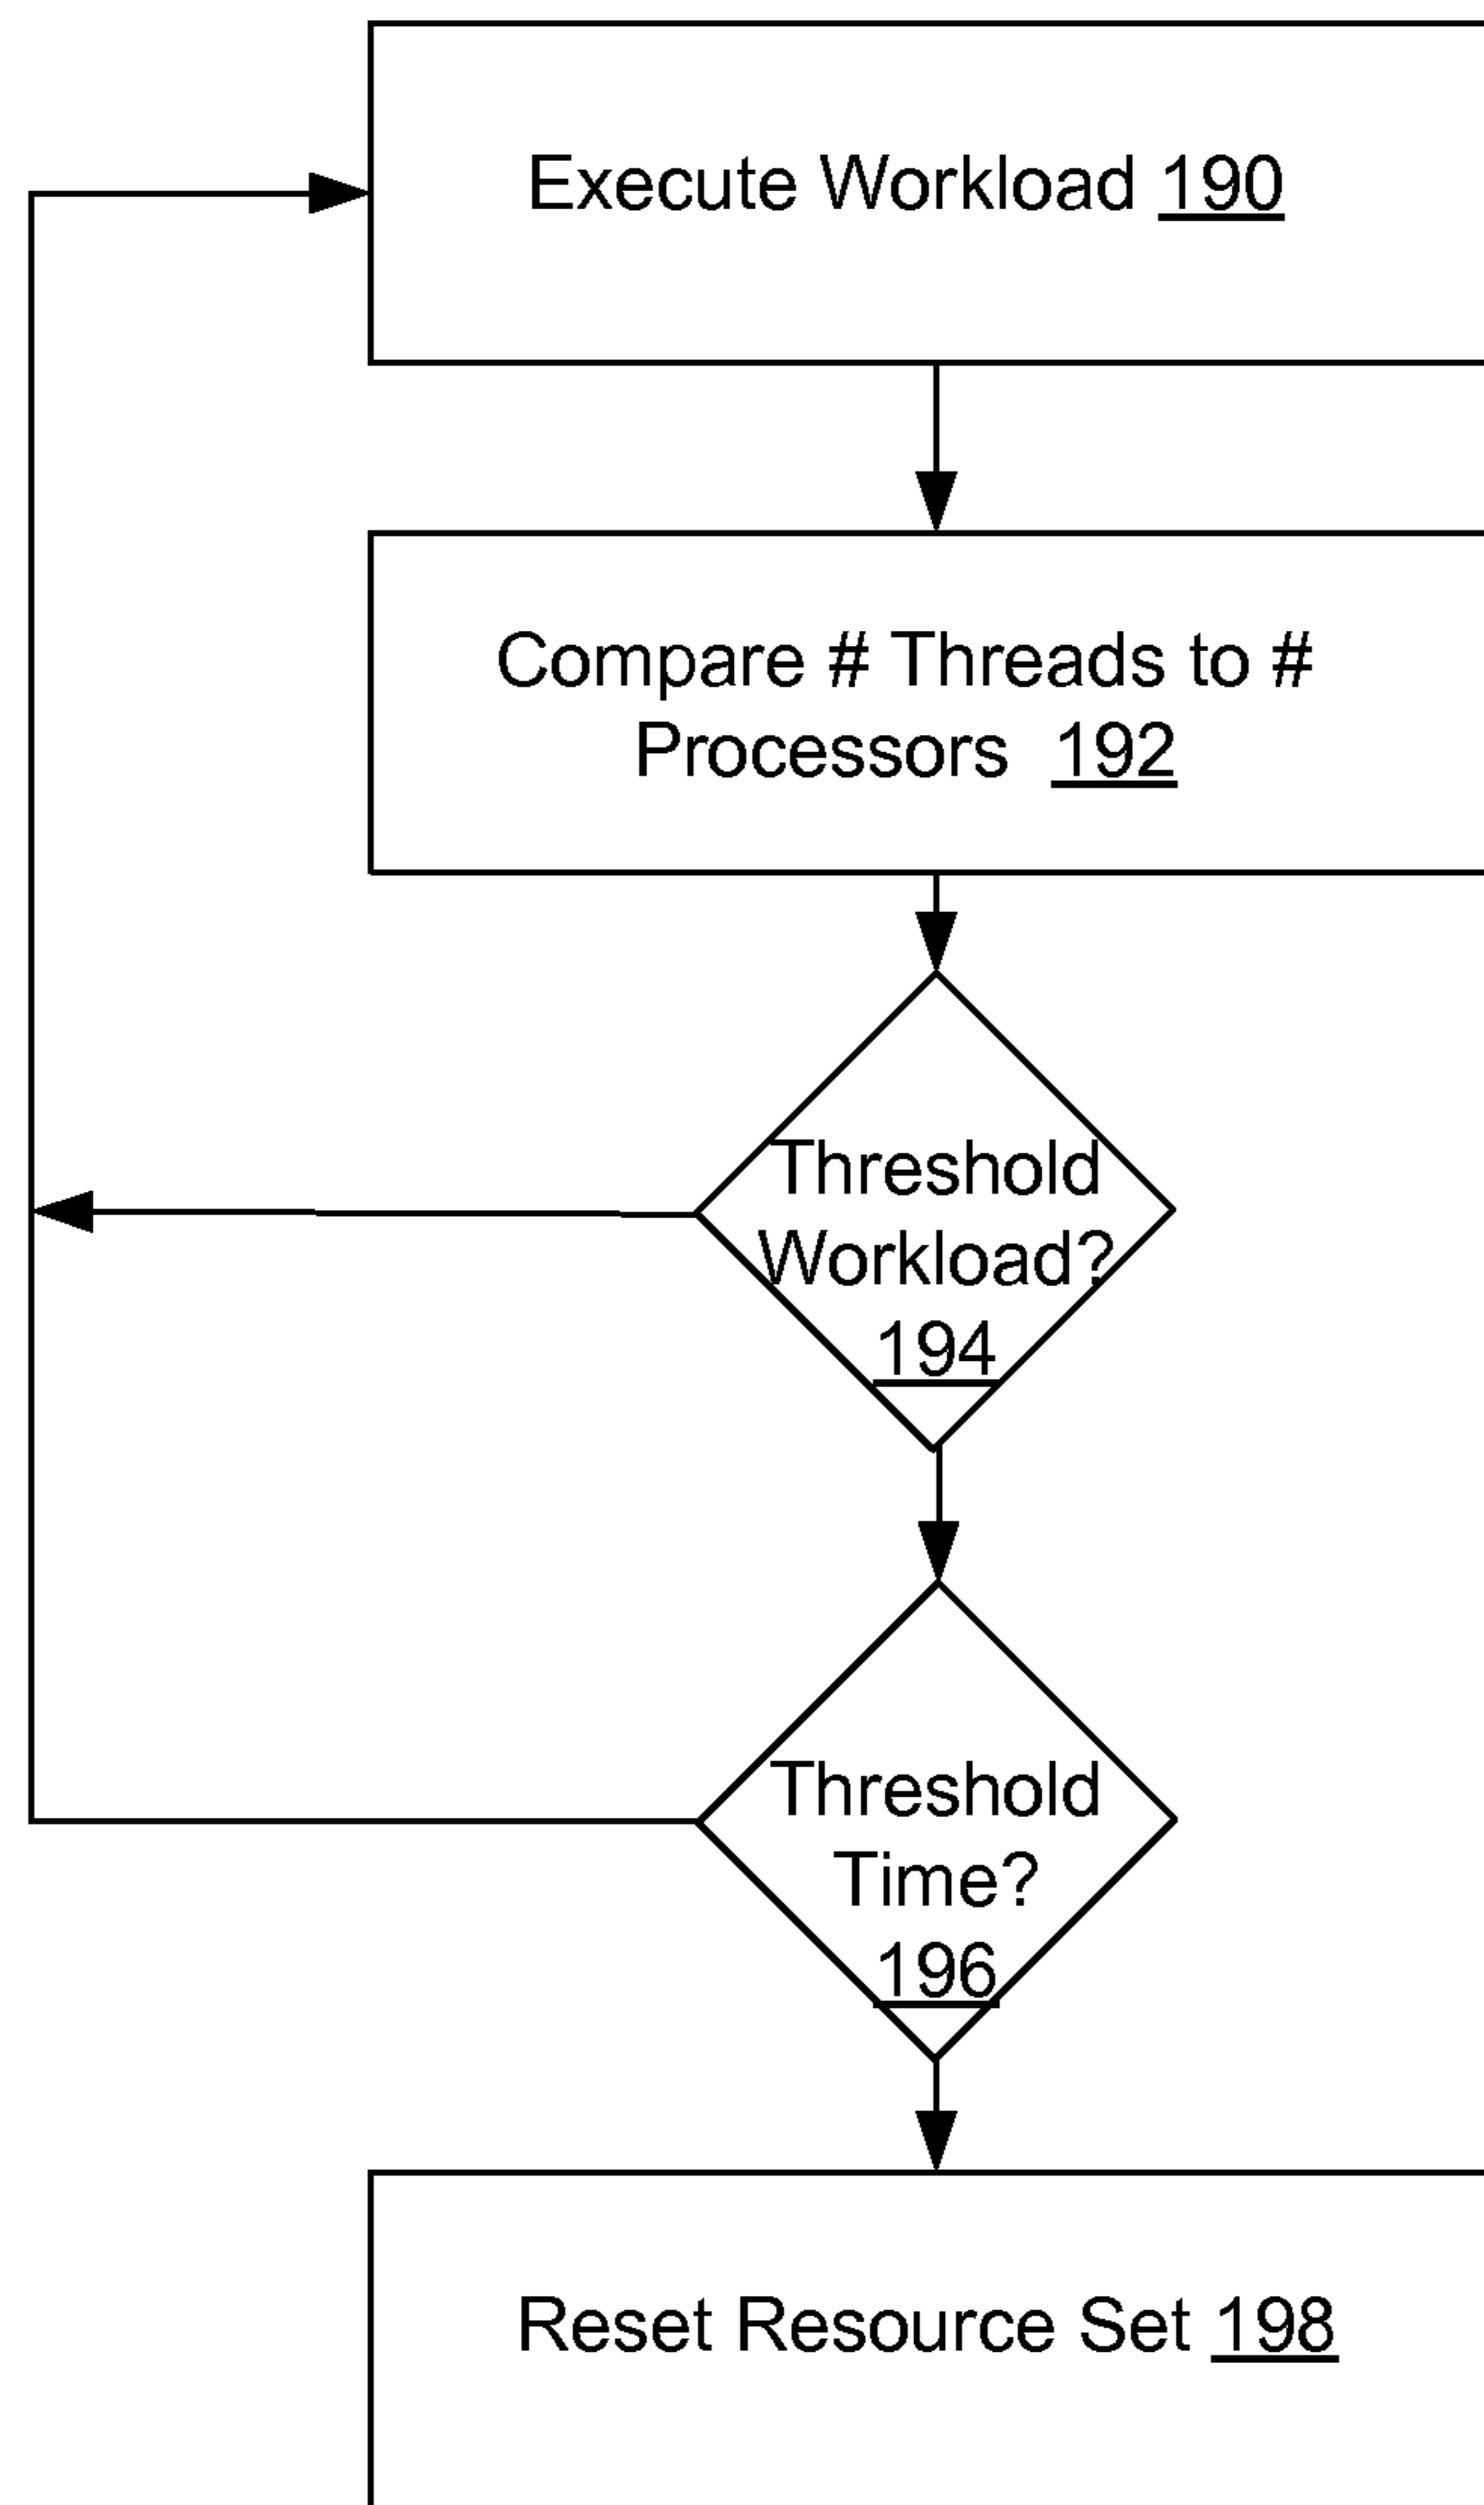 Execute Workload 190
Compare # Threads to #
Processors 192
Threshold
Workload?
194
Threshold
Time?
196
Reset Resource Set 198